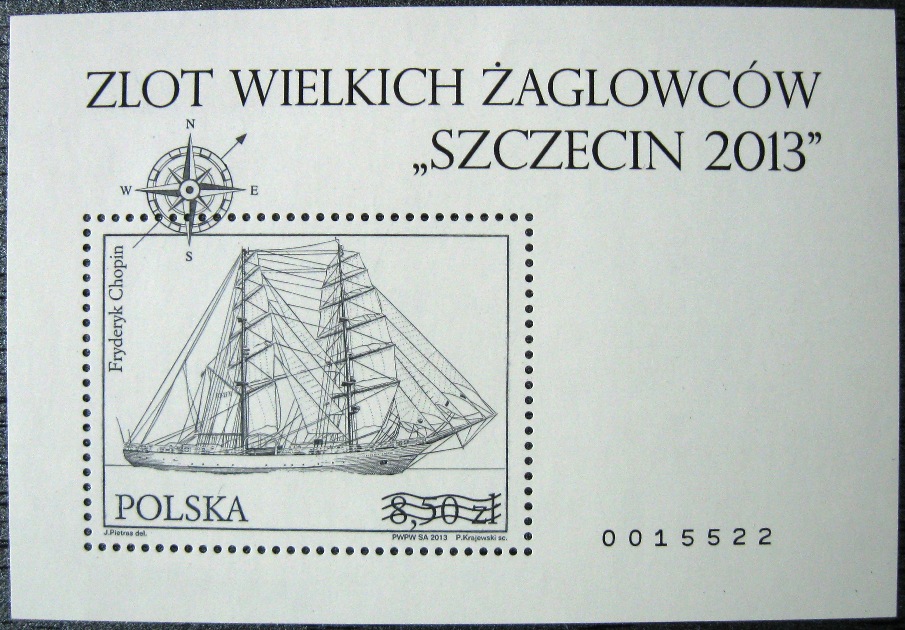 ZLOT WIELKICH ŻAGLOWCÓW
„SZCZECIN 2013”
N
W E
S
Fryderyk Chopin
POLSKA
8,50 zł
J.Pietras del.
PWPW SA 2013 P.Krajewski sc.
0015522